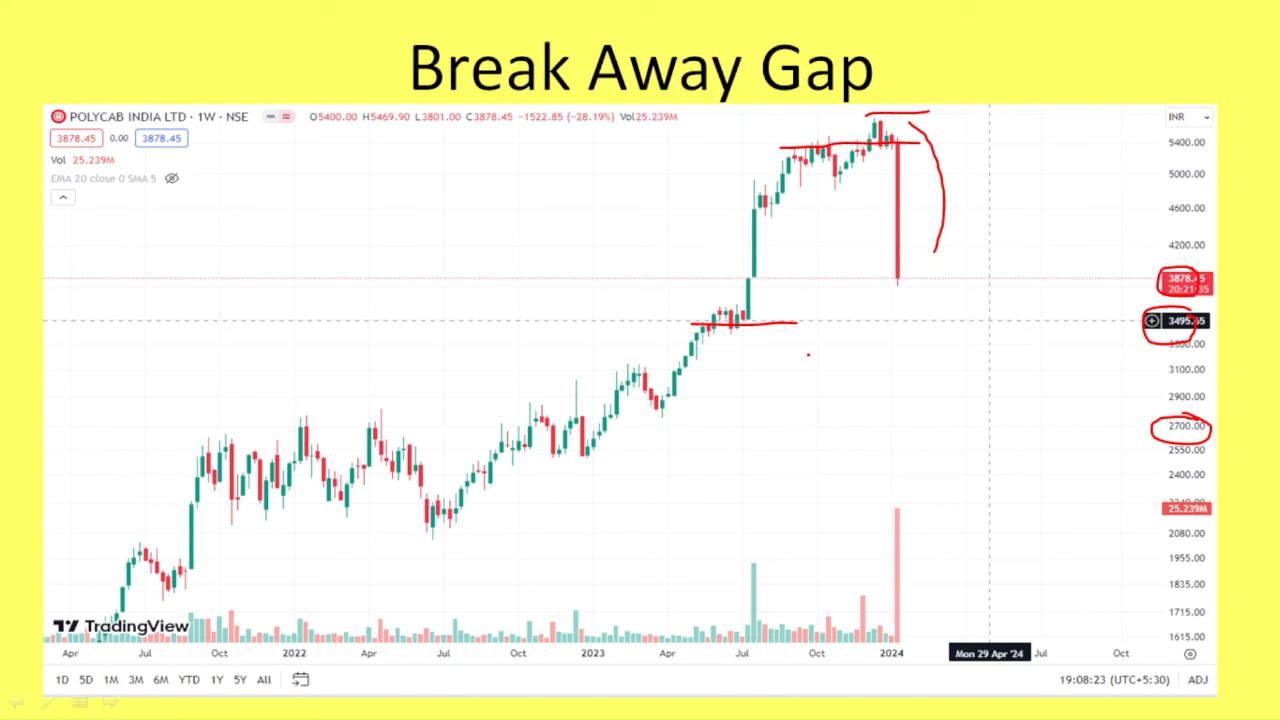 Break Away Gap
POLYCAB INDIA LTD · 1W · NSE O5400.00 H5469.90 L3801.00 C3878.45 −1522.85 (−28.19%) Vol25.239M
INR
3878.45 0.00 3878.45
Vol 25.239M
EMA 20 close 0 SMA 5
5400.00
5000.00
4600.00
4200.00
3878.45
3300.00
3100.00
2900.00
2700.00
2550.00
2400.00
25.239M
2080.00
1955.00
1835.00
1715.00
1615.00
TradingView
Apr Jul Oct 2022 Apr Jul Oct 2023 Apr Jul Oct 2024 Mon 29 Apr '24 Jul Oct
1D 5D 1M 3M 6M YTD 1Y 5Y All 19:08:23 (UTC+5:30) ADJ